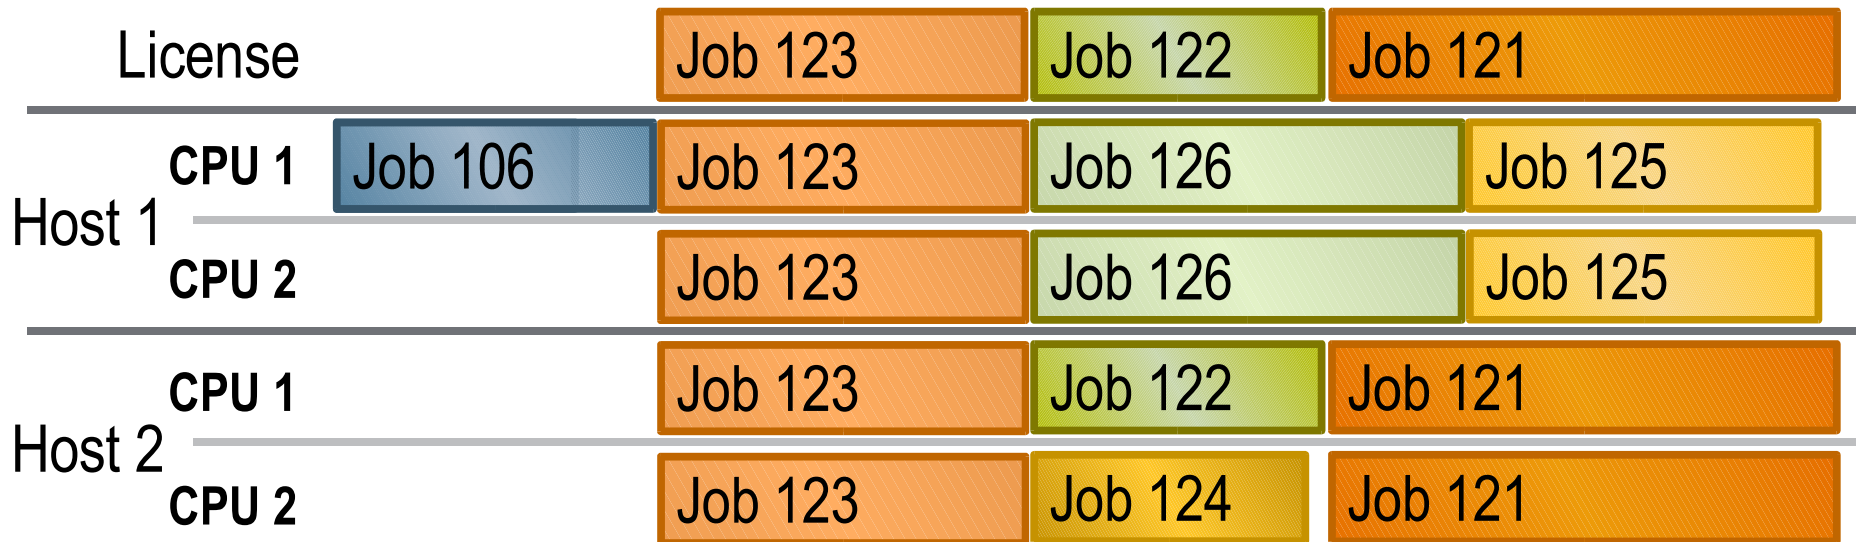 License Job 123 Job 122 Job 121
CPU 1 Job 106 Job 123 Job 126 Job 125
Host 1
CPU 2 Job 123 Job 126 Job 125
CPU 1 Job 123 Job 122 Job 121
Host 2
CPU 2 Job 123 Job 124 Job 121